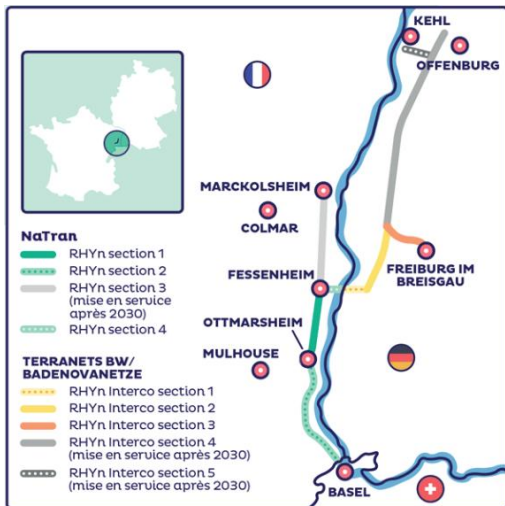 KEHL
OFFENBURG
MARCKOLSHEIM
COLMAR
NaTran
RHYn section 1
RHYn section 2
RHYn section 3
(mise en service
après 2030)
RHYn section 4
FESSENHEIM
FREIBURG IM
BREISGAU
OTTMARSHEIM
MULHOUSE
TERRANETS BW/
BADENOVANETZE
RHYn Interco section 1
RHYn Interco section 2
RHYn Interco section 3
RHYn Interco section 4
(mise en service après 2030)
RHYn Interco section 5
(mise en service après 2030)
BASEL